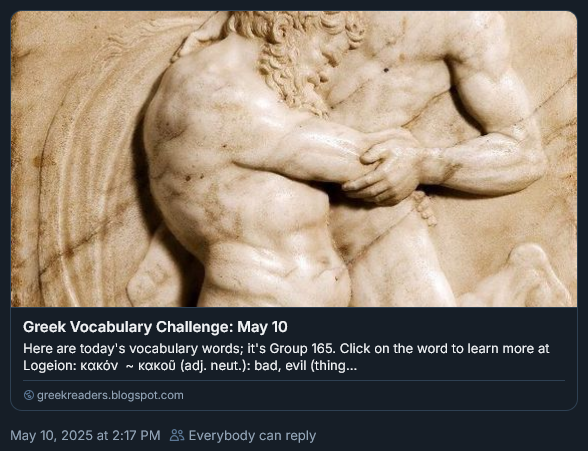 Greek Vocabulary Challenge: May 10
Here are today's vocabulary words; it's Group 165. Click on the word to learn more at
Logeion: κακόν ~ κακοῦ (adj. neut.): bad, evil (thing...
greekreaders.blogspot.com
May 10, 2025 at 2:17 PM Everybody can reply